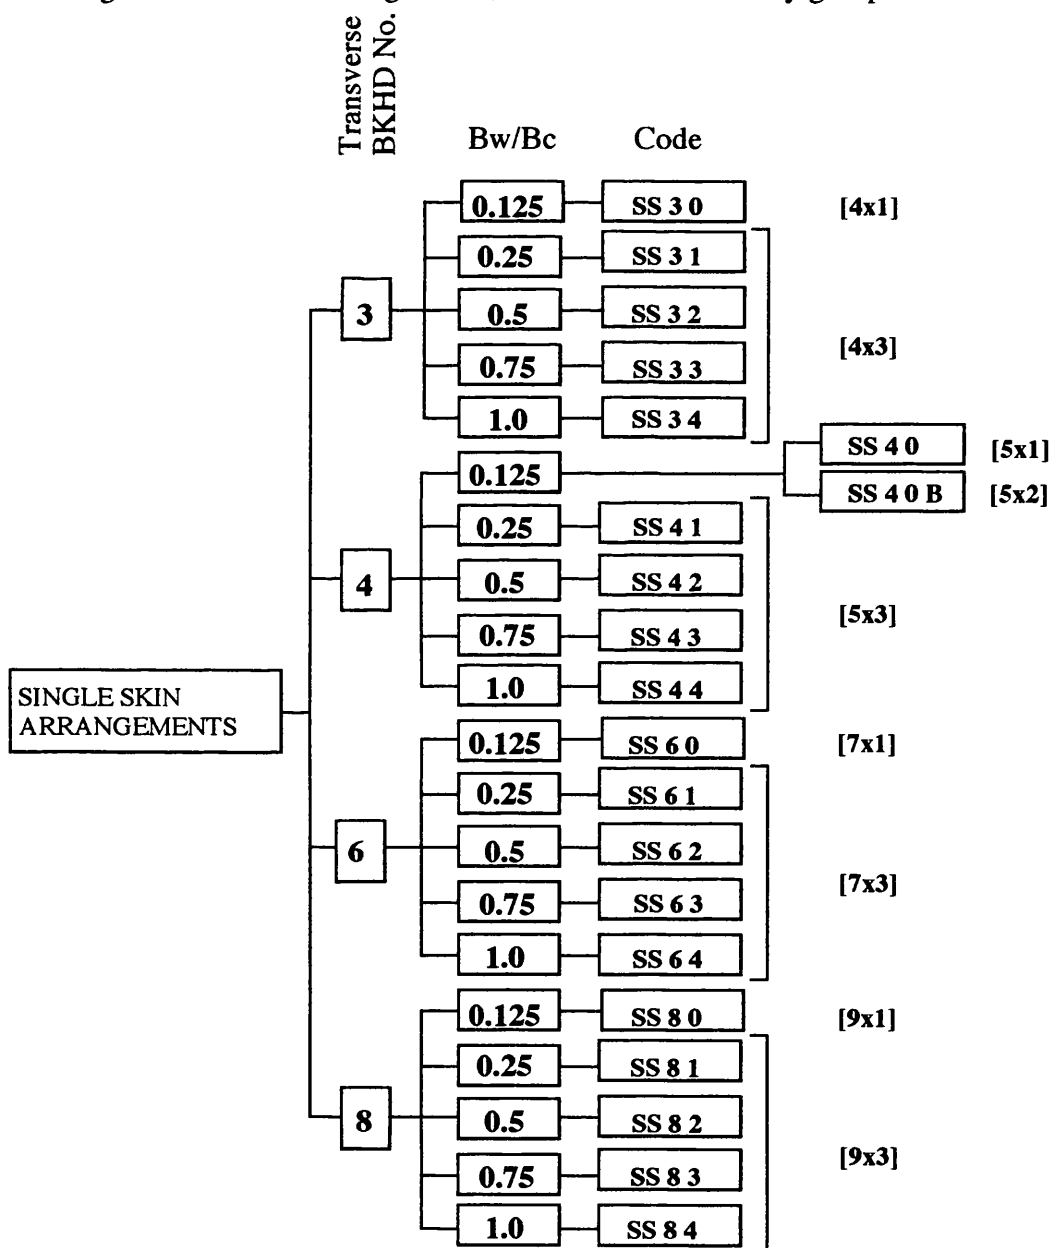 Transverse
BKHD No.
Bw/Bc Code
0.125 SS 3 0 [4x1]
0.25 SS 3 1
3 0.5 SS 3 2
[4x3]
0.75 SS 3 3
1.0 SS 3 4
SS 4 0 [5x1]
0.125
SS 4 0 B [5x2]
0.25 SS 4 1
4 0.5 SS 4 2
[5x3]
0.75 SS 4 3
1.0 SS 4 4
SINGLE SKIN
ARRANGEMENTS
0.125 SS 6 0 [7x1]
0.25 SS 6 1
6 0.5 SS 6 2
[7x3]
0.75 SS 6 3
1.0 SS 6 4
0.125 SS 8 0 [9x1]
0.25 SS 8 1
8 0.5 SS 8 2
[9x3]
0.75 SS 8 3
1.0 SS 8 4